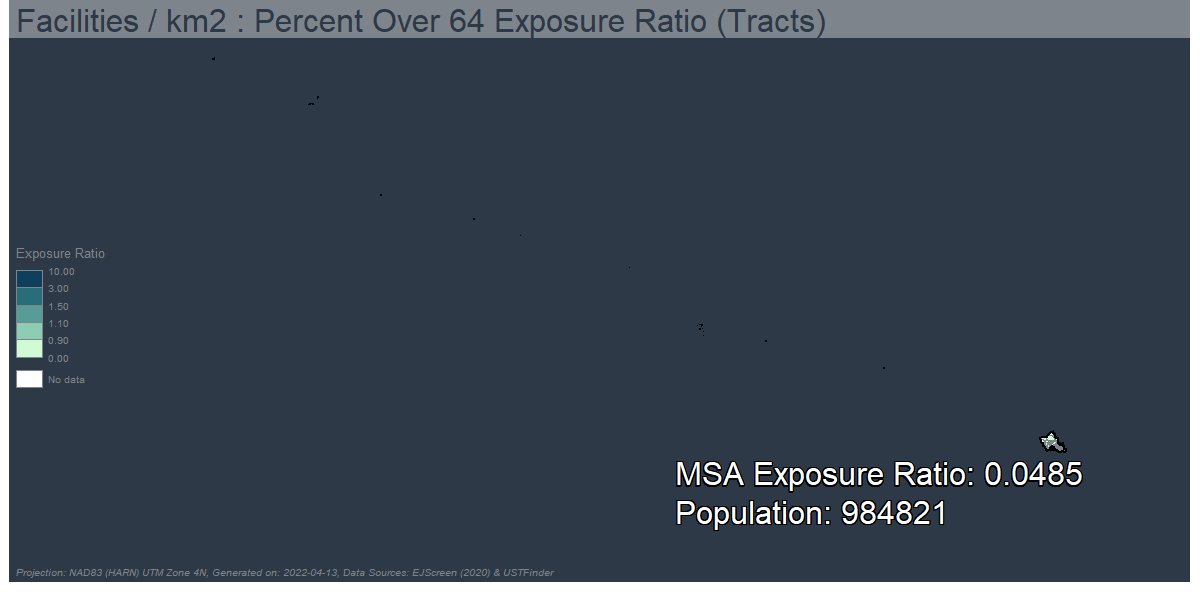 Facilities / km2 : Percent Over 64 Exposure Ratio (Tracts)
Exposure Ratio
10.00
3.00
1.50
1.10
0.90
0.00
No data
MSA Exposure Ratio: 0.0485
Population: 984821
Projection: NAD83 (HARN) UTM Zone 4N, Generated on: 2022-04-13, Data Sources: EJScreen (2020) & USTFinder